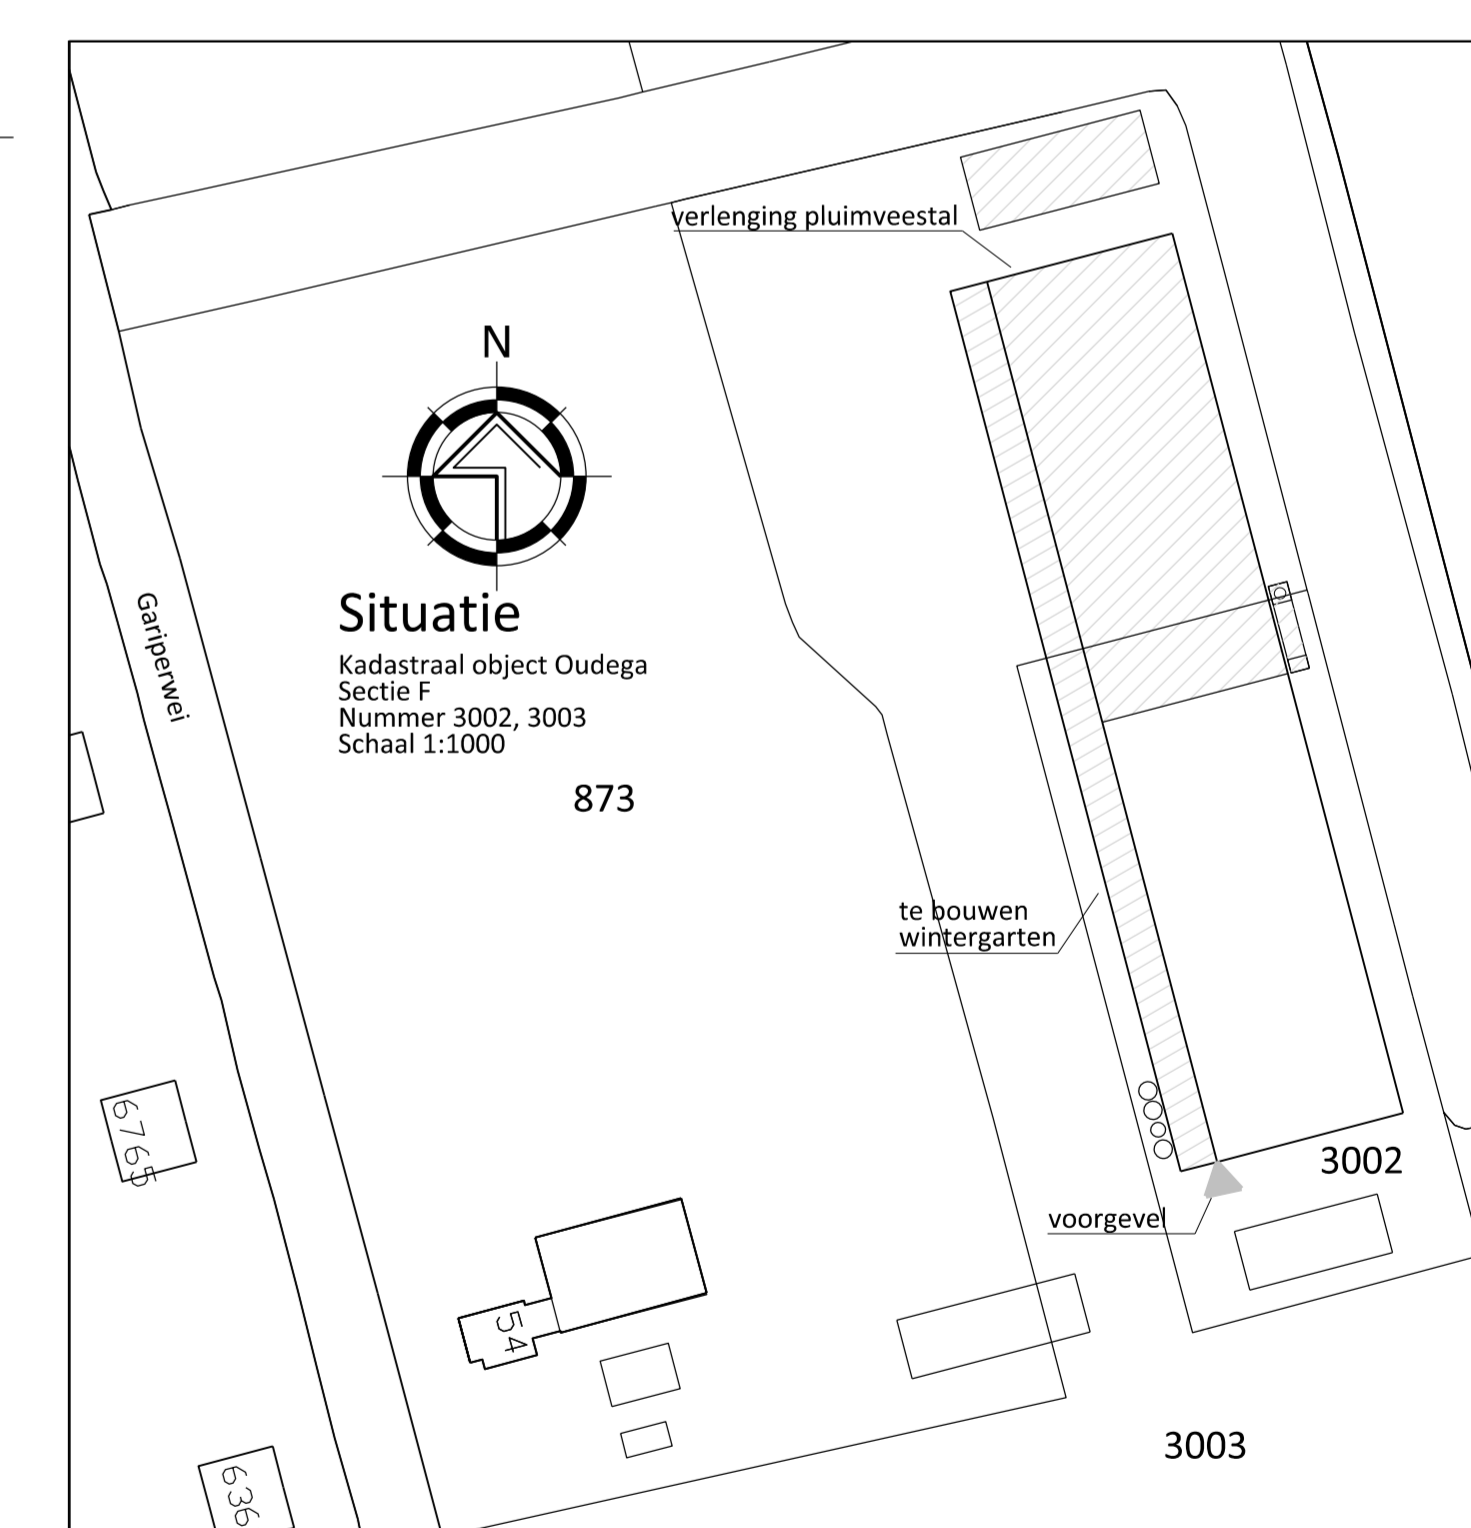 verlenging pluimveestal
N
Situatie
Kadastraal object Oudega
Sectie F
Nummer 3002, 3003
Schaal 1:1000
Gariperwei
873
te bouwen
wintergarten
6765
3002
voorgevel
54
3003
636